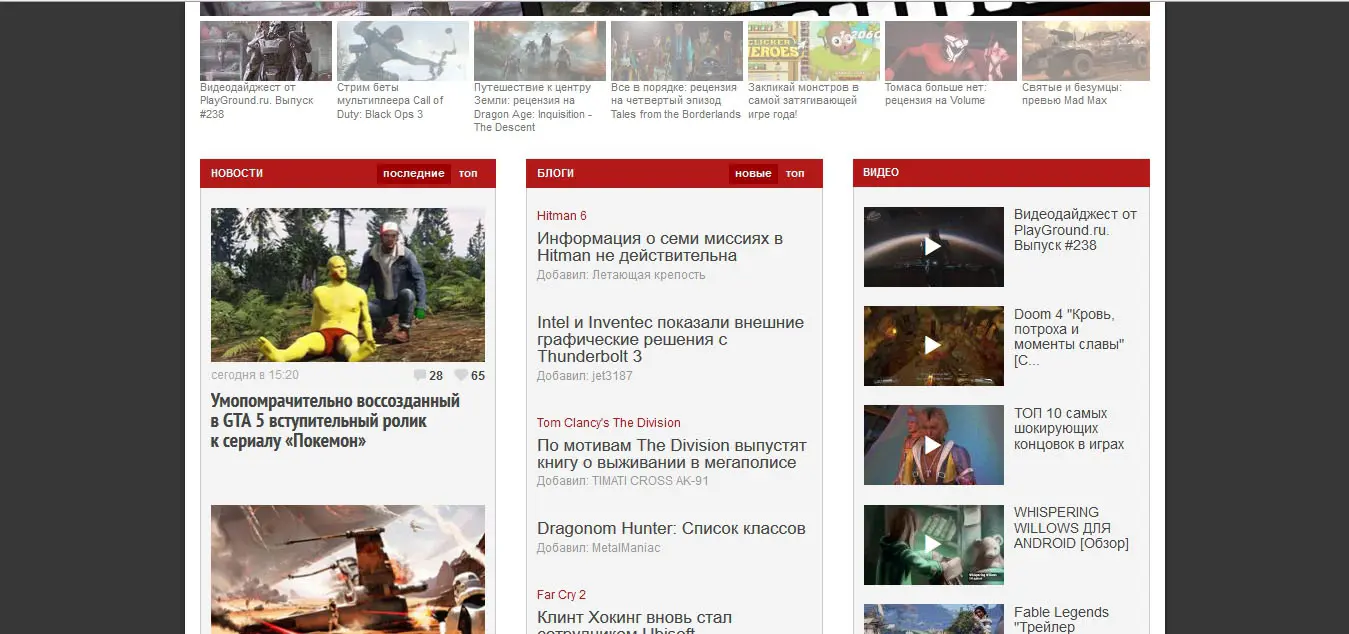 CLICKER
HEROES
Видеодайджест от
PlayGround.ru. Выпуск
#238
Стрим беты
мультиплеера Call of
Duty: Black Ops 3
Путешествие к центру
Земли: рецензия на
Dragon Age: Inquisition -
The Descent
Все в порядке: рецензия
на четвертый эпизод
Tales from the Borderlands
Закликай монстров в
самой затягивающей
игре года!
Томаса больше нет:
рецензия на Volume
Святые и безумцы:
превью Mad Max
НОВОСТИ последние топ
сегодня в 15:20 28 65
Умопомрачительно воссозданный
в GTA 5 вступительный ролик
к сериалу «Покемон»
БЛОГИ новые топ
Hitman 6
Информация о семи миссиях в
Hitman не действительна
Добавил: Летающая крепость
Intel и Inventec показали внешние
графические решения с
Thunderbolt 3
Добавил: jet3187
Tom Clancy's The Division
По мотивам The Division выпустят
книгу о выживании в мегаполисе
Добавил: TIMATI CROSS AK-91
Dragonom Hunter: Список классов
Добавил: MetalManiac
Far Cry 2
Клинт Хокинг вновь стал
сотрудником Ubisoft
ВИДЕО
Видеодайджест от
PlayGround.ru.
Выпуск #238
Doom 4 "Кровь,
потроха и
моменты славы"
[С...
ТОП 10 самых
шокирующих
концовок в играх
WHISPERING
WILLOWS ДЛЯ
ANDROID [Обзор]
Fable Legends
"Трейлер